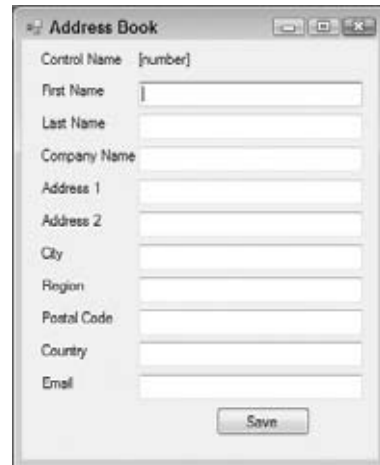 Address Book
Control Name [number]
First Name
Last Name
Company Name
Address 1
Address 2
City
Region
Postal Code
Country
Email
Save